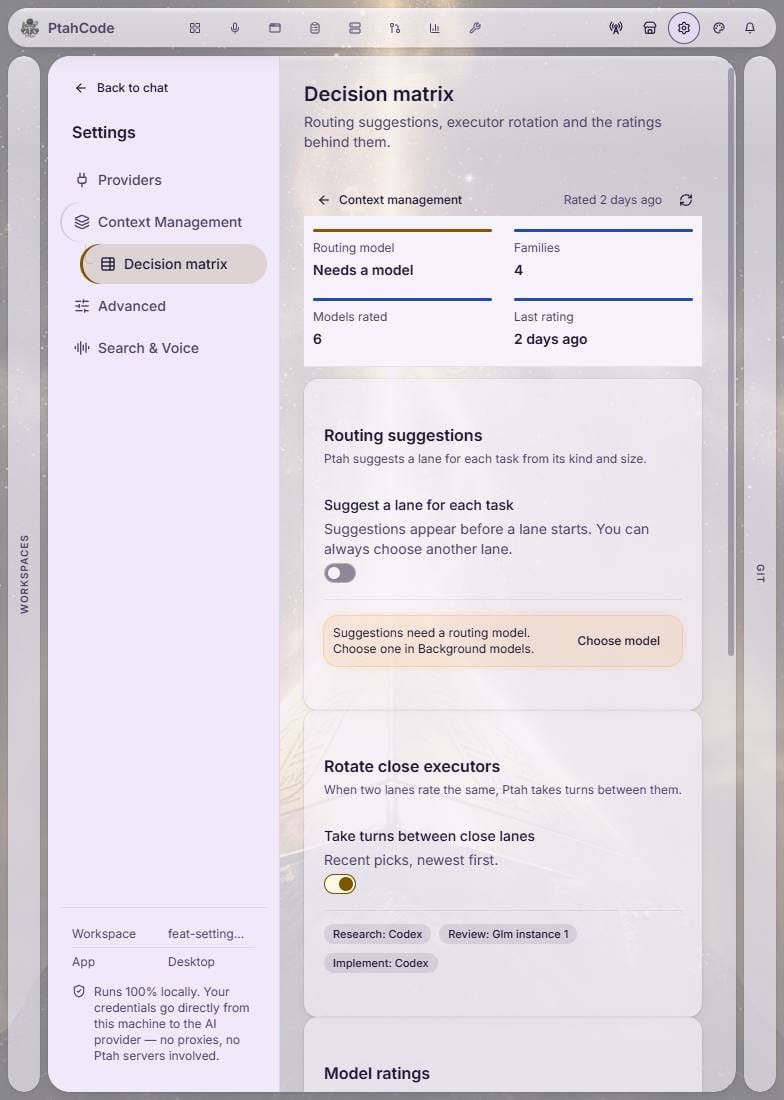 PtahCode
WORKSPACES
Back to chat
Settings
Providers
Context Management
Decision matrix
Advanced
Search & Voice
Workspace feat-setting...
App Desktop
Runs 100% locally. Your
credentials go directly from
this machine to the AI
provider — no proxies, no
Ptah servers involved.
Decision matrix
Routing suggestions, executor rotation and the ratings
behind them.
Context management Rated 2 days ago
Routing model
Needs a model
Families
4
Models rated
6
Last rating
2 days ago
Routing suggestions
Ptah suggests a lane for each task from its kind and size.
Suggest a lane for each task
Suggestions appear before a lane starts. You can
always choose another lane.
Suggestions need a routing model.
Choose one in Background models.
Choose model
Rotate close executors
When two lanes rate the same, Ptah takes turns between them.
Take turns between close lanes
Recent picks, newest first.
Research: Codex Review: Glm instance 1
Implement: Codex
Model ratings
GIT